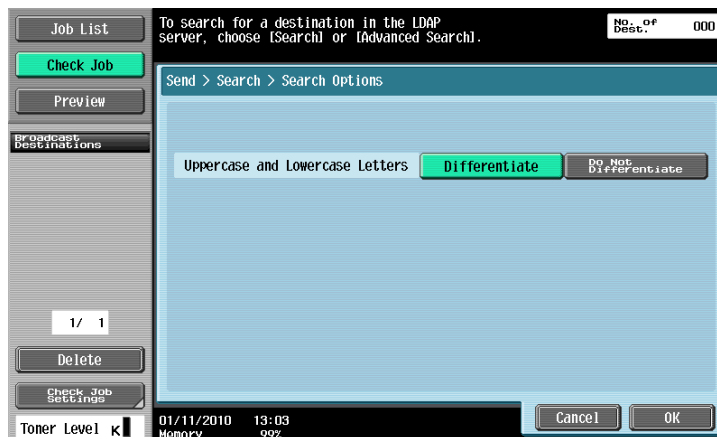 Job List
Check Job
Preview
Broadcast
Destinations
1/ 1
Delete
Check Job
Settings
Toner Level K
To search for a destination in the LDAP
server, choose [Search] or [Advanced Search].
No. of
Dest. 000
Send > Search > Search Options
Uppercase and Lowercase Letters
Differentiate
Do Not
Differentiate
01/11/2010 13:03
Memory 99%
Cancel
OK